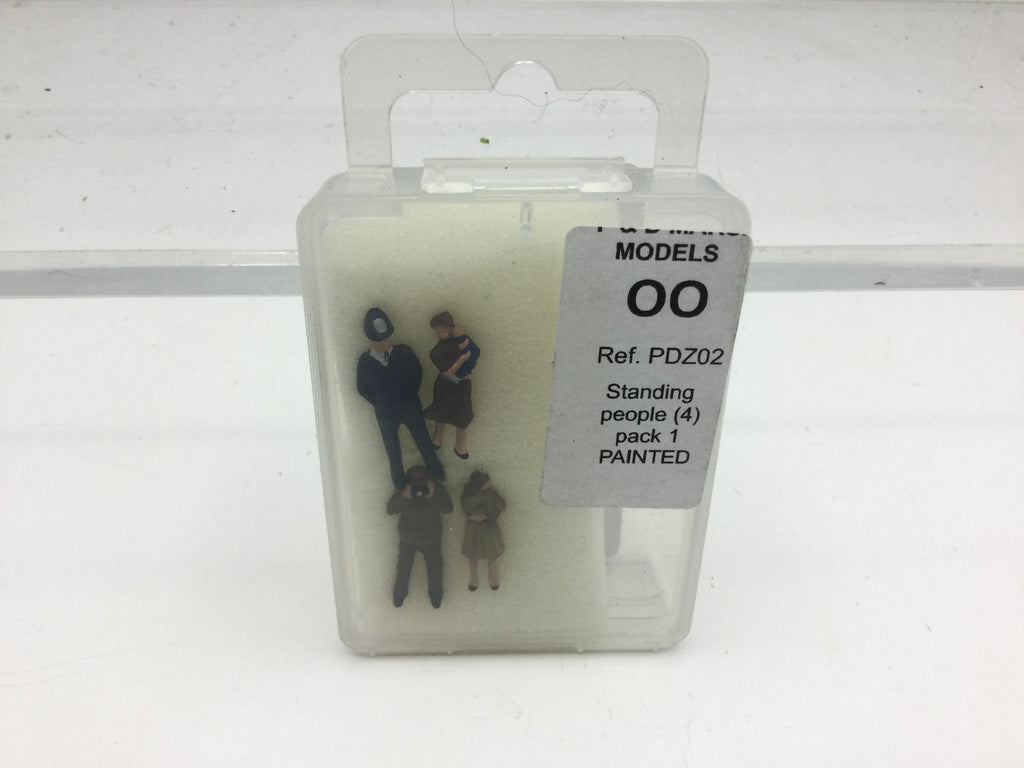 MODELS
OO
Ref. PDZ02
Standing
people (4)
pack 1
PAINTED